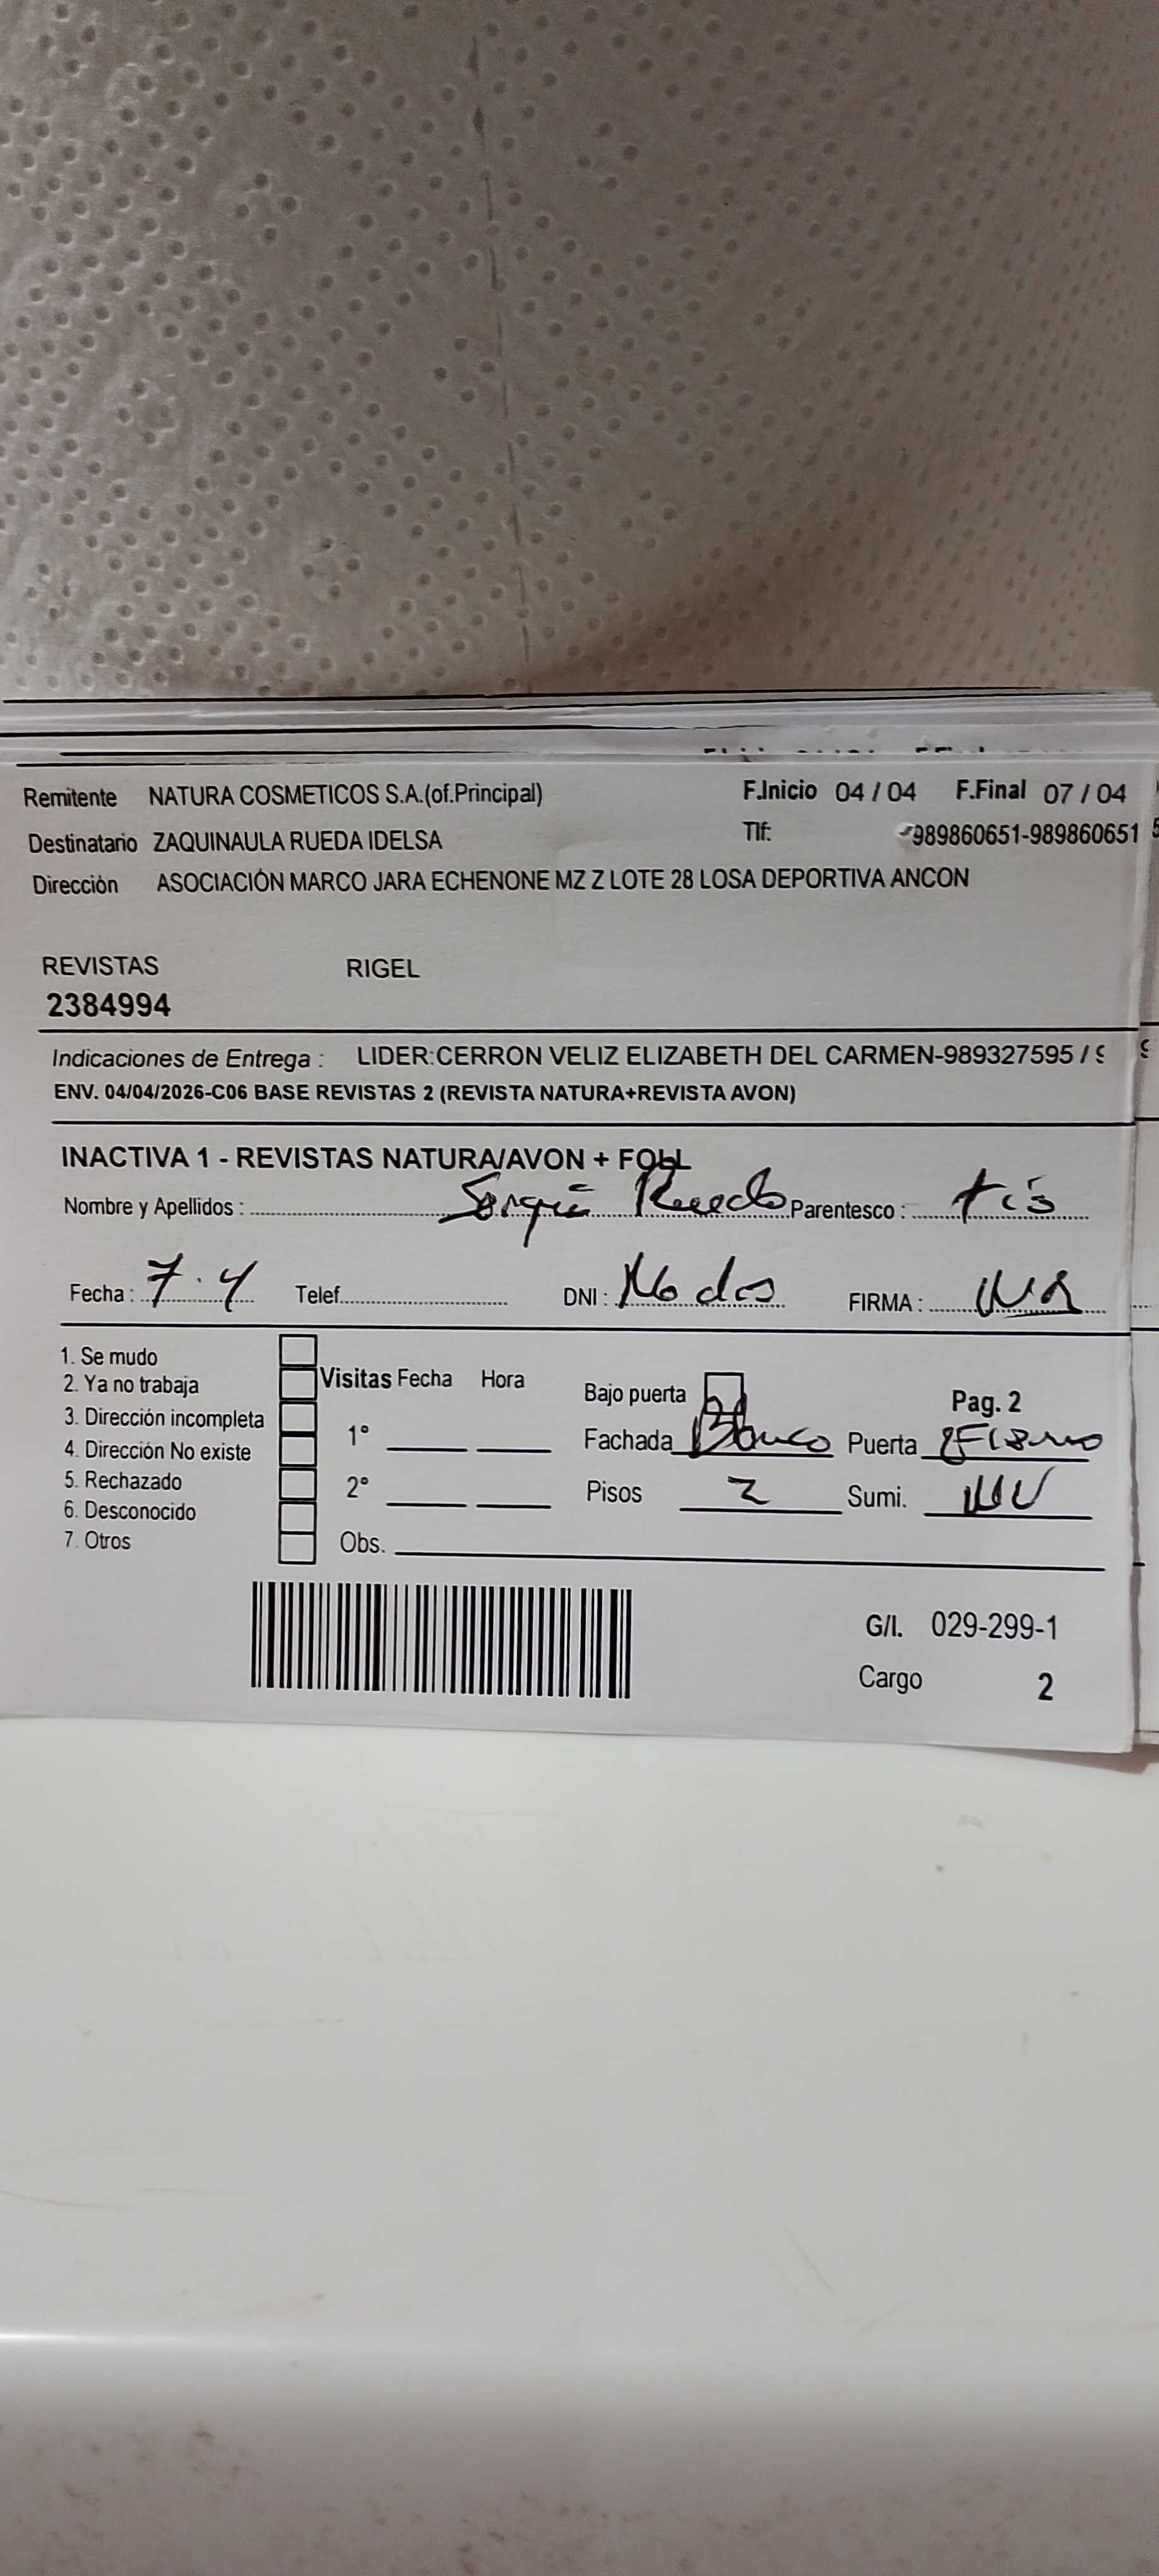 Remitente NATURA COSMETICOS S.A.(of.Principal) F.Inicio 04 / 04 F.Final 07 / 04
Destinatario ZAQUINAULA RUEDA IDELSA Tlf: 989860651-989860651
Dirección ASOCIACIÓN MARCO JARA ECHENONE MZ Z LOTE 28 LOSA DEPORTIVA ANCON
REVISTAS RIGEL
2384994
Indicaciones de Entrega : LIDER:CERRON VELIZ ELIZABETH DEL CARMEN-989327595 /
ENV. 04/04/2026-C06 BASE REVISTAS 2 (REVISTA NATURA+REVISTA AVON)
INACTIVA 1 - REVISTAS NATURA/AVON + FOLL
Nombre y Apellidos : Parentesco :
Fecha : 7.4 Telef. DNI : No dos FIRMA :
1. Se mudo
2. Ya no trabaja
3. Dirección incompleta
4. Dirección No existe
5. Rechazado
6. Desconocido
7. Otros
Visitas Fecha Hora
1°
2°
Obs.
Bajo puerta Pag. 2
Fachada Blanco Puerta
Pisos 2 Sumi.
G/I. 029-299-1
Cargo 2